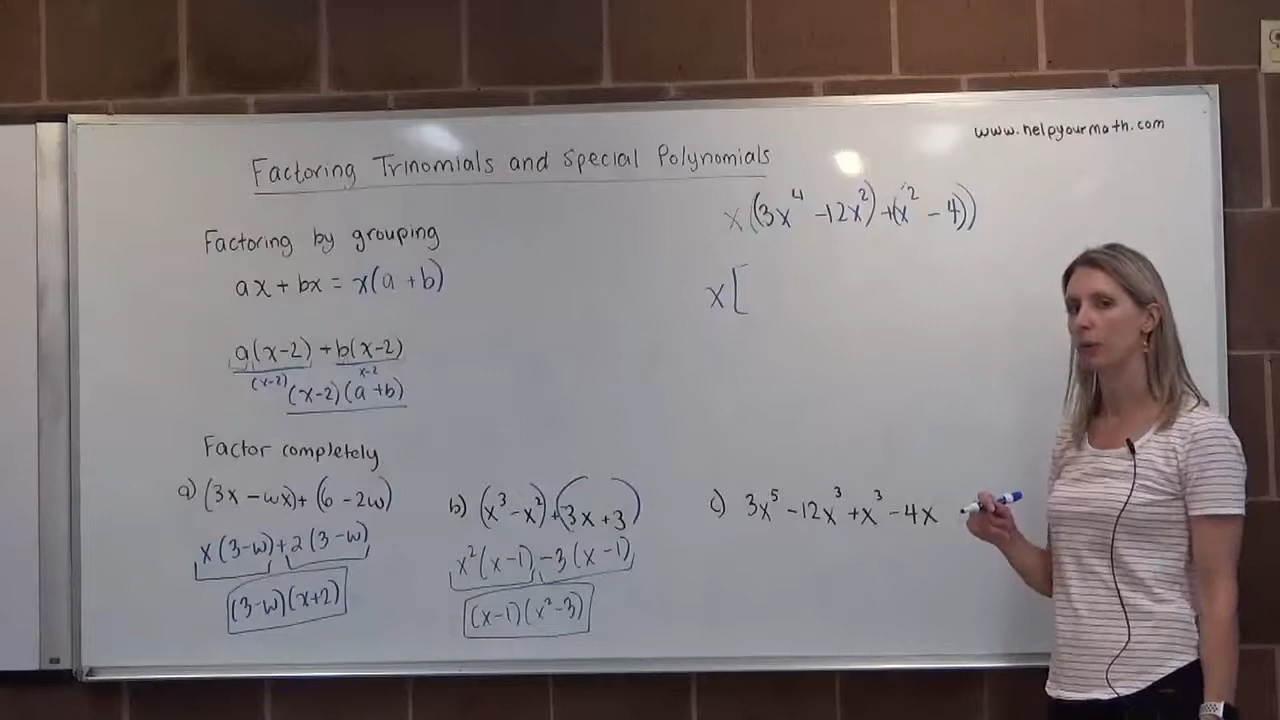 www.helpyourmath.com
Factoring Trinomials and Special Polynomials
Factoring by grouping
ax + bx = x(a + b)
a(x-2) + b(x-2)
(x-2) x-2
(x-2)(a+b)
Factor completely
a) (3x - wx) + (6 - 2w)
x(3-w) + 2(3-w)
(3-w)(x+2)
b) (x³ - x²) + (3x + 3)
x²(x-1) - 3(x-1)
(x-1)(x²-3)
x((3x⁴ - 12x²) + (x² - 4))
x[
c) 3x⁵ - 12x³ + x³ - 4x